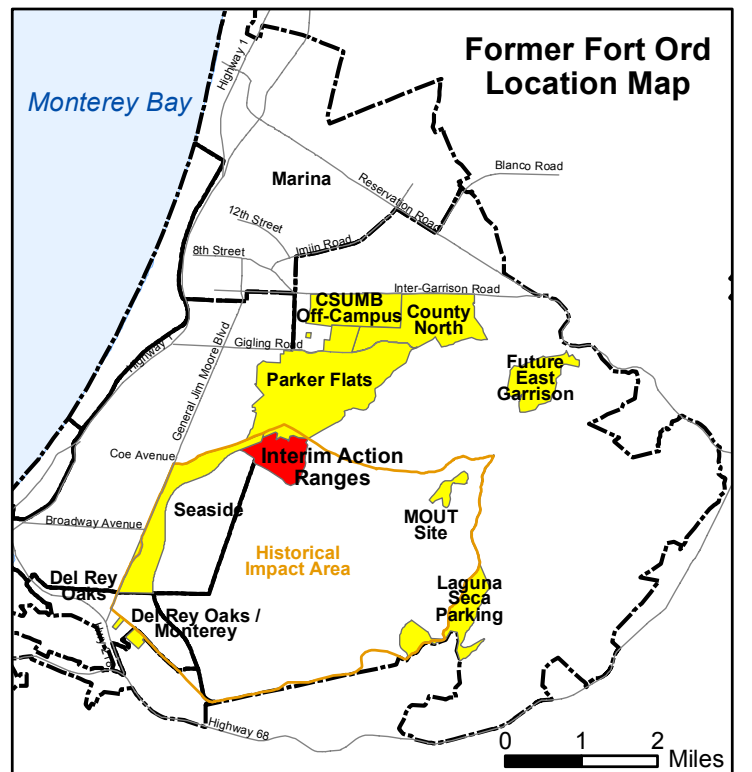 Former Fort Ord
Location Map
Monterey Bay
Highway 1
Blanco Road
Marina
Reservation Road
12th Street
Imjin Road
8th Street
Inter-Garrison Road
CSUMB
Off-Campus
County
North
General Jim Moore Blvd
Highway 1
Gigling Road
Parker Flats
Future
East
Garrison
Coe Avenue
Interim Action
Ranges
Seaside
MOUT
Site
Broadway Avenue
Historical
Impact Area
Del Rey
Oaks
Laguna
Seca
Parking
Del Rey Oaks /
Monterey
Highway 68
0 1 2
Miles